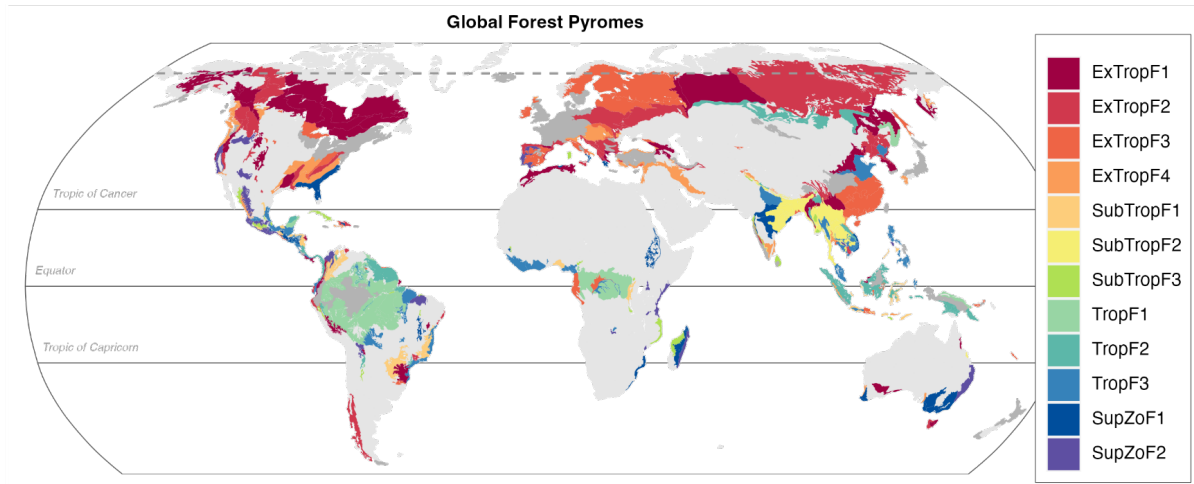 Global Forest Pyromes
Tropic of Cancer
Equator
Tropic of Capricorn
ExTropF1
ExTropF2
ExTropF3
ExTropF4
SubTropF1
SubTropF2
SubTropF3
TropF1
TropF2
TropF3
SupZoF1
SupZoF2